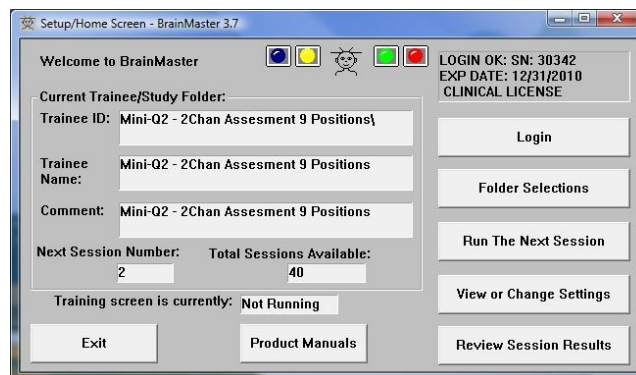 Setup/Home Screen - BrainMaster 3.7
Welcome to BrainMaster
LOGIN OK: SN: 30342
EXP DATE: 12/31/2010
CLINICAL LICENSE
Current Trainee/Study Folder:
Trainee ID: Mini-Q2 - 2Chan Assesment 9 Positions\
Trainee Name: Mini-Q2 - 2Chan Assesment 9 Positions
Comment: Mini-Q2 - 2Chan Assesment 9 Positions
Next Session Number: Total Sessions Available:
2 40
Training screen is currently: Not Running
Exit
Product Manuals
Login
Folder Selections
Run The Next Session
View or Change Settings
Review Session Results